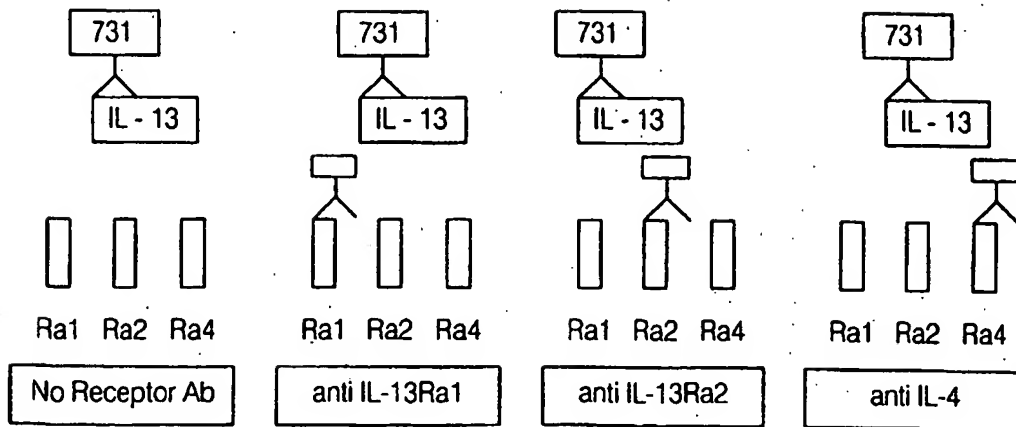 731 731 731 731
IL - 13 IL - 13 IL - 13 IL - 13
Ra1 Ra2 Ra4 Ra1 Ra2 Ra4 Ra1 Ra2 Ra4 Ra1 Ra2 Ra4
No Receptor Ab anti IL-13Ra1 anti IL-13Ra2 anti IL-4